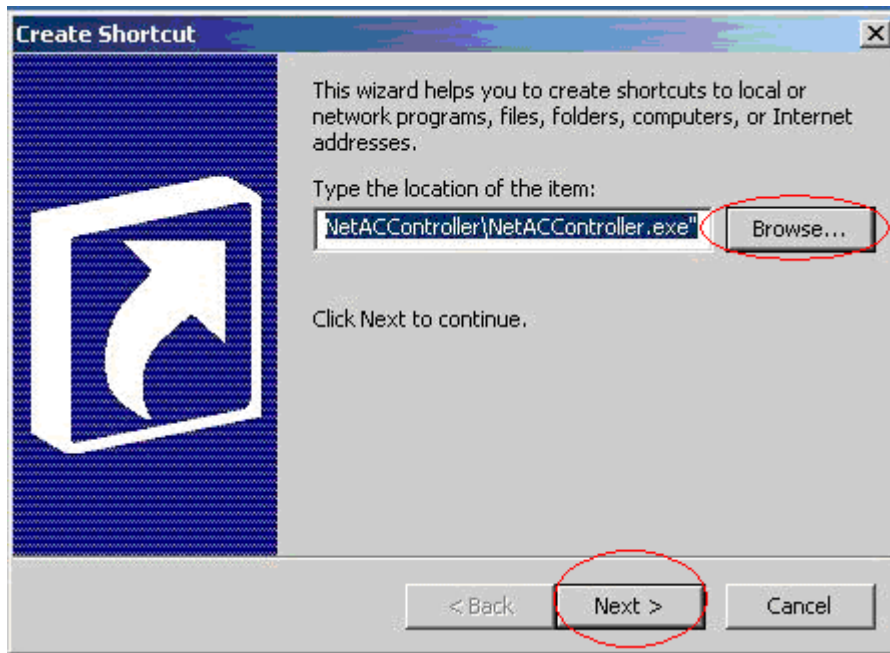 Create Shortcut
This wizard helps you to create shortcuts to local or
network programs, files, folders, computers, or Internet
addresses.
Type the location of the item:
NetACController\NetACController.exe"
Browse...
Click Next to continue.
< Back
Next >
Cancel